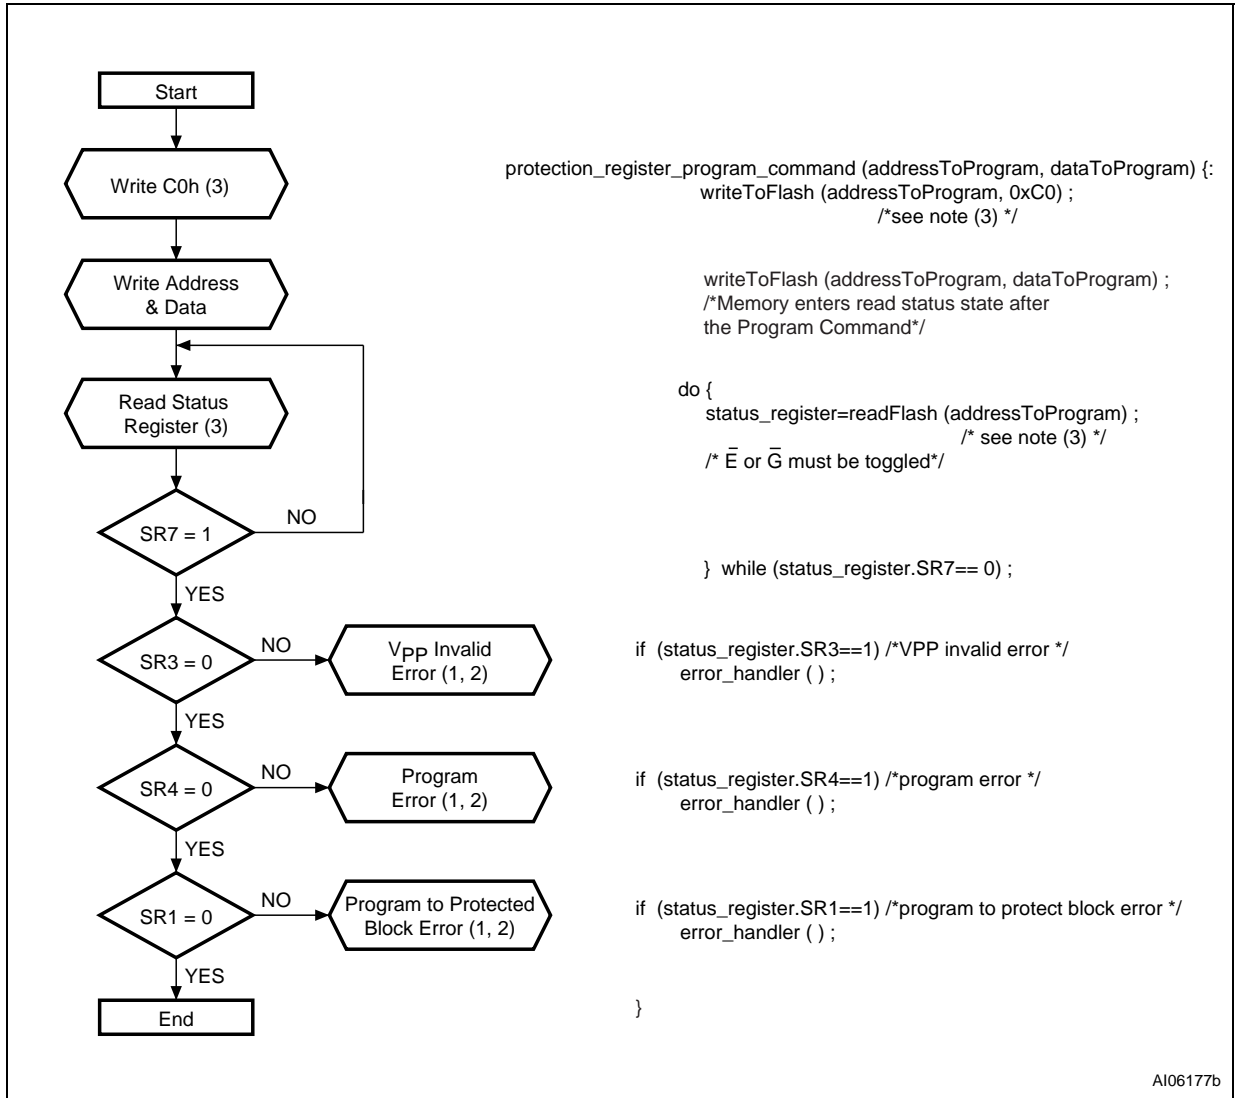 Start
Write C0h (3)
Write Address
& Data
Read Status
Register (3)
SR7 = 1
NO
YES
SR3 = 0
NO
VPP Invalid
Error (1, 2)
YES
SR4 = 0
NO
Program
Error (1, 2)
YES
SR1 = 0
NO
Program to Protected
Block Error (1, 2)
YES
End
protection_register_program_command (addressToProgram, dataToProgram) {:
writeToFlash (addressToProgram, 0xC0) ;
/*see note (3) */
writeToFlash (addressToProgram, dataToProgram) ;
/*Memory enters read status state after
the Program Command*/
do {
status_register=readFlash (addressToProgram) ;
/* see note (3) */
/* E̅ or G̅ must be toggled*/
} while (status_register.SR7== 0) ;
if (status_register.SR3==1) /*VPP invalid error */
error_handler ( ) ;
if (status_register.SR4==1) /*program error */
error_handler ( ) ;
if (status_register.SR1==1) /*program to protect block error */
error_handler ( ) ;
}
AI06177b